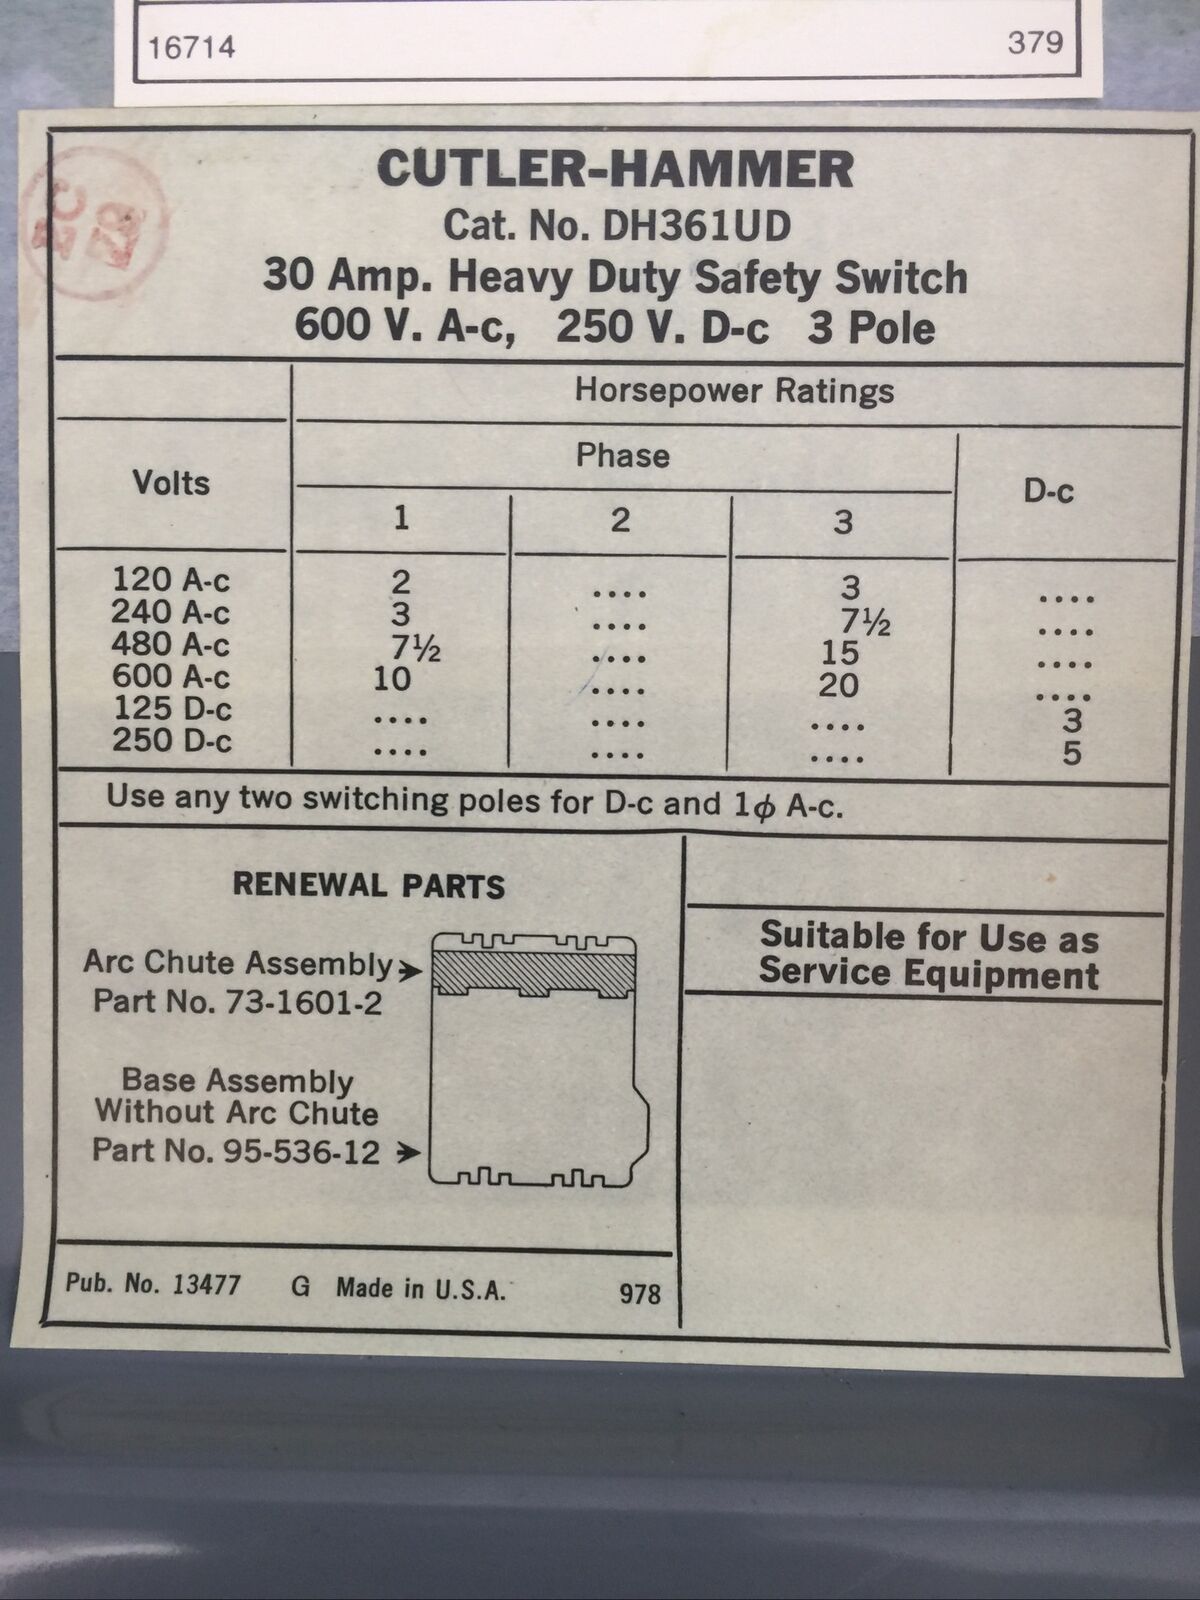 16714 379
CUTLER-HAMMER
Cat. No. DH361UD
30 Amp. Heavy Duty Safety Switch
600 V. A-c, 250 V. D-c 3 Pole
Horsepower Ratings
Volts Phase D-c
1 2 3
120 A-c 2 .... 3 ....
240 A-c 3 .... 7½ ....
480 A-c 7½ .... 15 ....
600 A-c 10 .... 20 ....
125 D-c .... .... .... 3
250 D-c .... .... .... 5
Use any two switching poles for D-c and 1ϕ A-c.
RENEWAL PARTS
Arc Chute Assembly
Part No. 73-1601-2
Base Assembly
Without Arc Chute
Part No. 95-536-12
Suitable for Use as
Service Equipment
Pub. No. 13477 G Made in U.S.A. 978